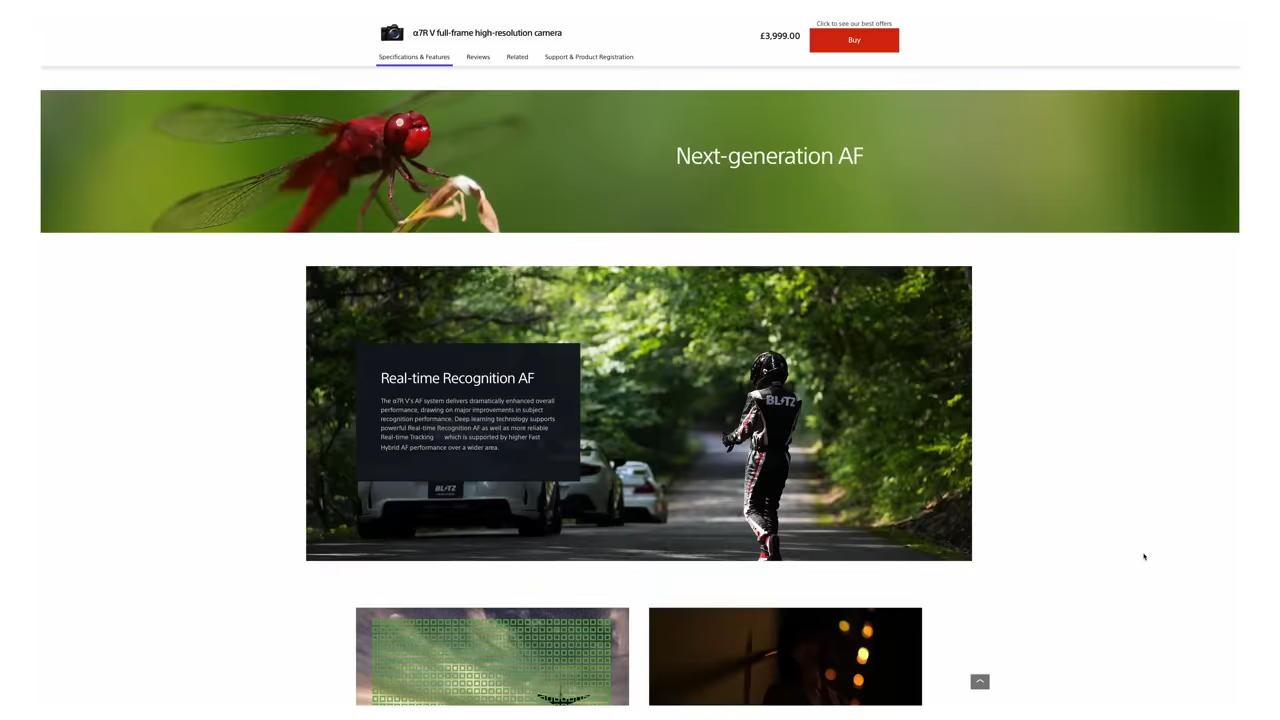 Click to see our best offers
α7R V full-frame high-resolution camera
£3,999.00
Buy
Specifications & Features
Reviews
Related
Support & Product Registration
Next-generation AF
Real-time Recognition AF
The α7R V's AF system delivers dramatically enhanced overall
performance, drawing on major improvements in subject
recognition performance. Deep learning technology supports
powerful Real-time Recognition AF as well as more reliable
Real-time Tracking which is supported by higher Fast
Hybrid AF performance over a wider area.
BLITZ
BLITZ